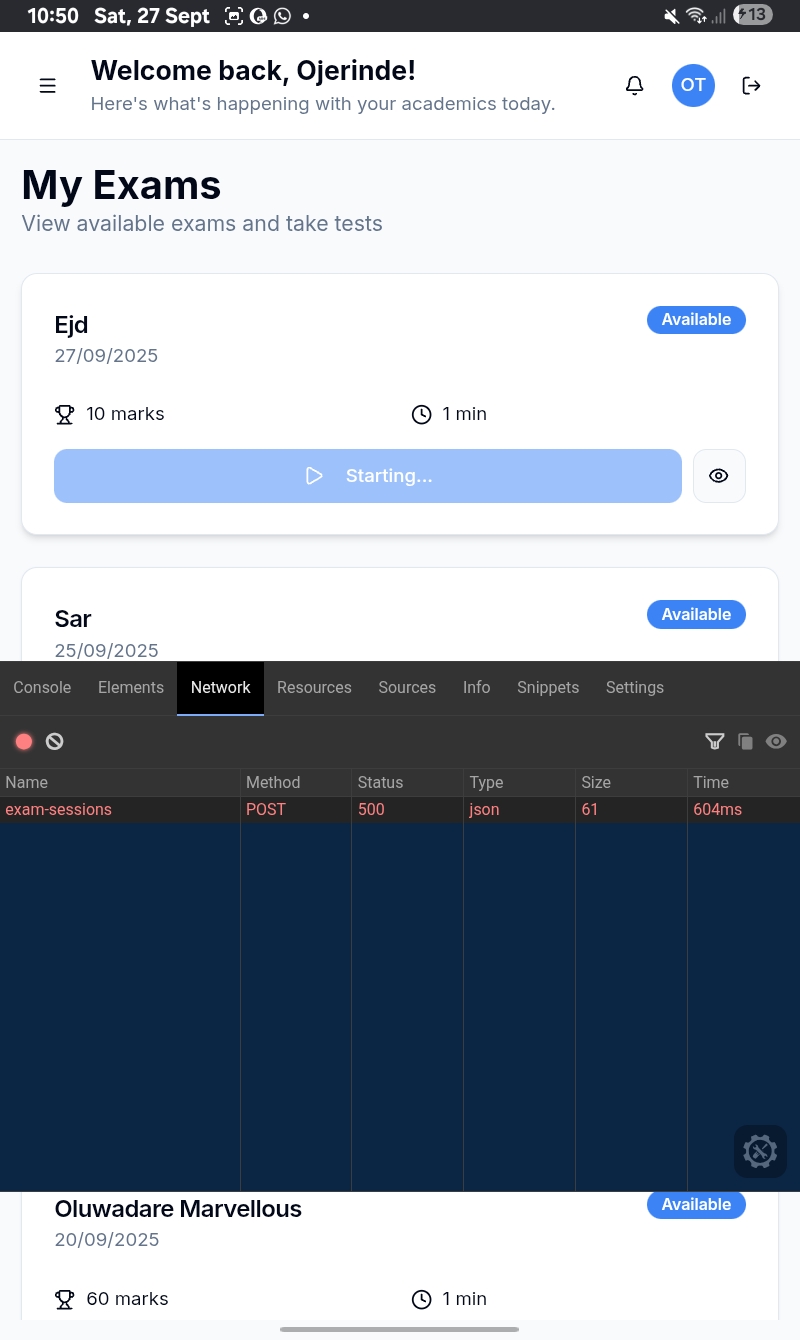 10:50 Sat, 27 Sept 13
Welcome back, Ojerinde!
Here's what's happening with your academics today.
OT
My Exams
View available exams and take tests
Ejd
Available
27/09/2025
10 marks
1 min
Starting...
Sar
Available
25/09/2025
Console Elements Network Resources Sources Info Snippets Settings
Name Method Status Type Size Time
exam-sessions POST 500 json 61 604ms
Oluwadare Marvellous
Available
20/09/2025
60 marks
1 min